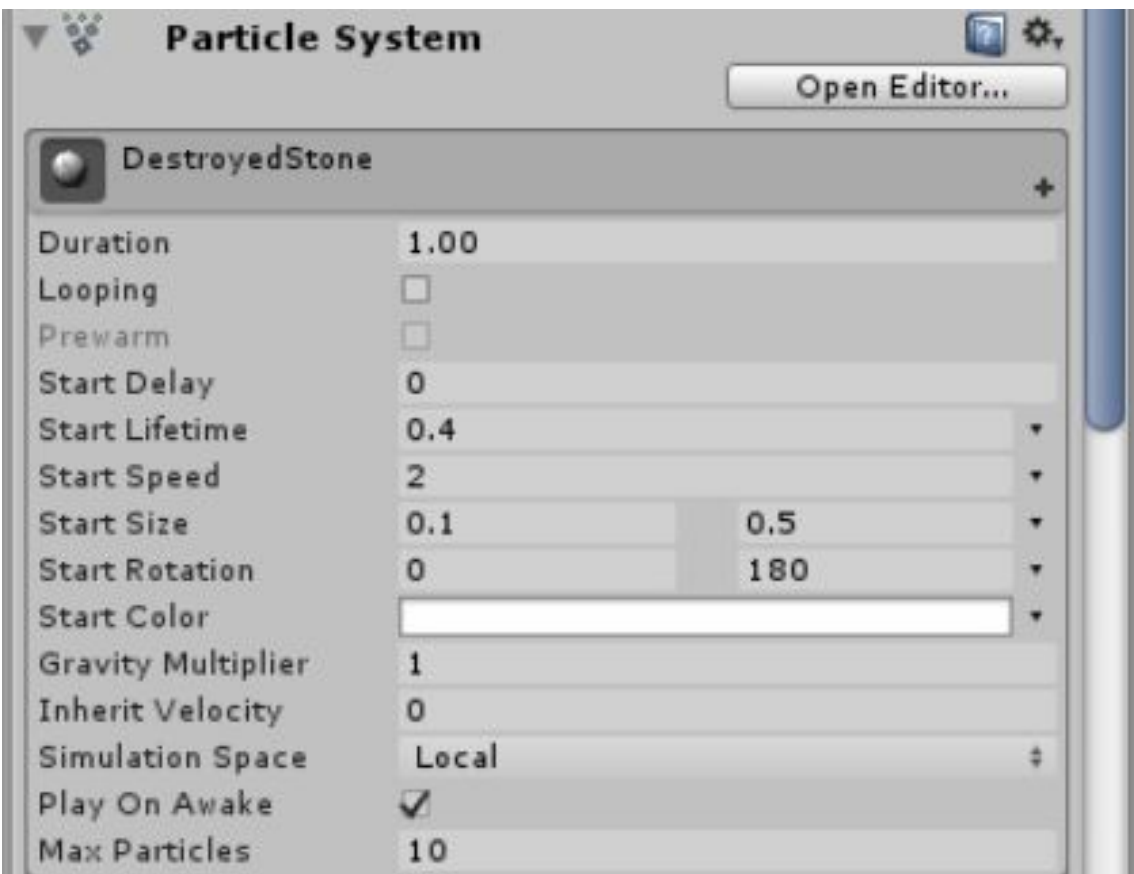 Particle System
Open Editor...
DestroyedStone
Duration 1.00
Looping
Prewarm
Start Delay 0
Start Lifetime 0.4
Start Speed 2
Start Size 0.1 0.5
Start Rotation 0 180
Start Color
Gravity Multiplier 1
Inherit Velocity 0
Simulation Space Local
Play On Awake
Max Particles 10